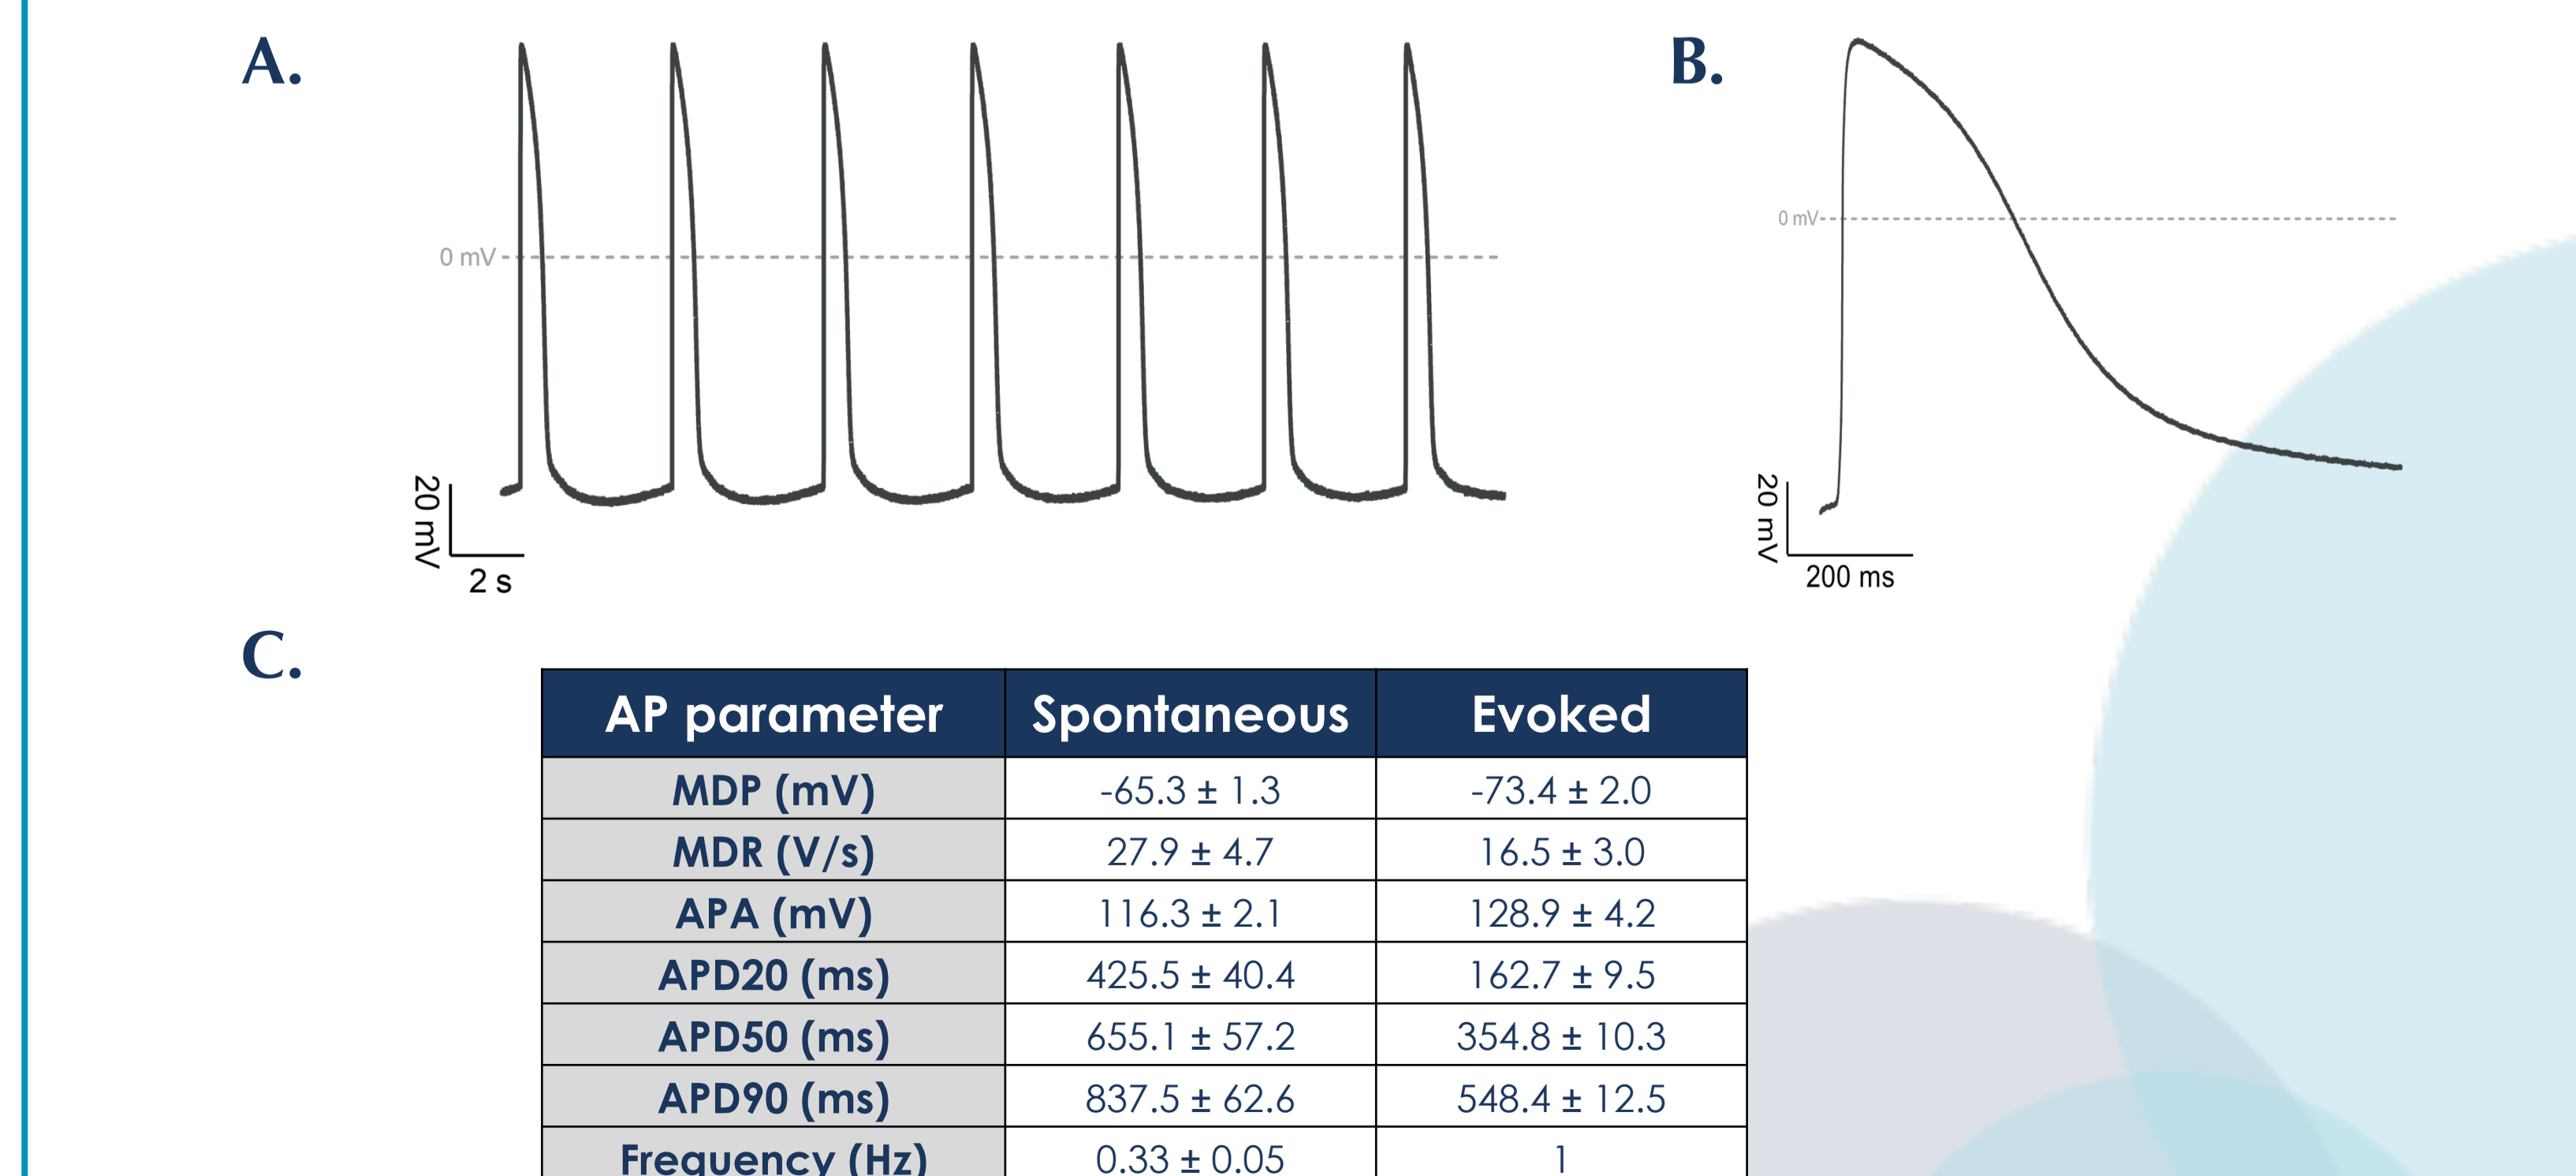 A.
B.
0 mV
0 mV
20 mV
2 s
20 mV
200 ms
C.
AP parameter Spontaneous Evoked
MDP (mV) -65.3 ± 1.3 -73.4 ± 2.0
MDR (V/s) 27.9 ± 4.7 16.5 ± 3.0
APA (mV) 116.3 ± 2.1 128.9 ± 4.2
APD20 (ms) 425.5 ± 40.4 162.7 ± 9.5
APD50 (ms) 655.1 ± 57.2 354.8 ± 10.3
APD90 (ms) 837.5 ± 62.6 548.4 ± 12.5
Frequency (Hz) 0.33 ± 0.05 1